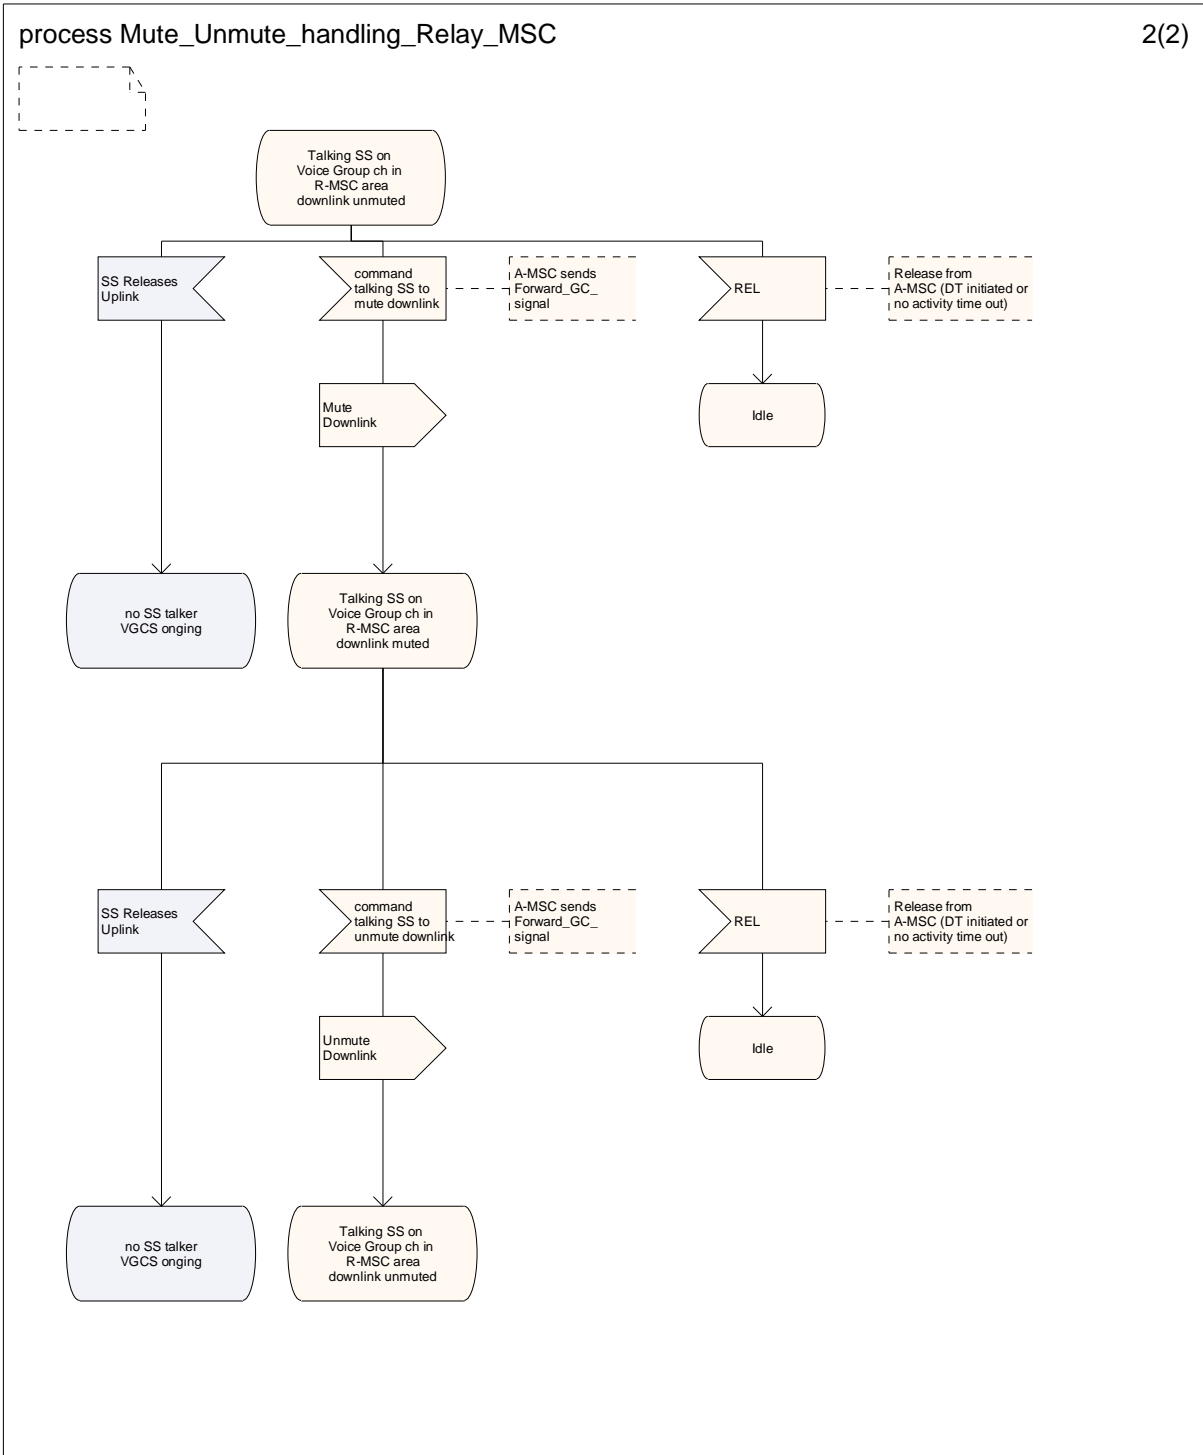 process Mute_Unmute_handling_Relay_MSC
2(2)
Talking SS on
Voice Group ch in
R-MSC area
downlink unmuted
SS Releases
Uplink
command
talking SS to
mute downlink
A-MSC sends
Forward_GC_
signal
REL
Release from
A-MSC (DT initiated or
no activity time out)
Mute
Downlink
Idle
no SS talker
VGCS onging
Talking SS on
Voice Group ch in
R-MSC area
downlink muted
SS Releases
Uplink
command
talking SS to
unmute downlink
A-MSC sends
Forward_GC_
signal
REL
Release from
A-MSC (DT initiated or
no activity time out)
Unmute
Downlink
Idle
no SS talker
VGCS onging
Talking SS on
Voice Group ch in
R-MSC area
downlink unmuted